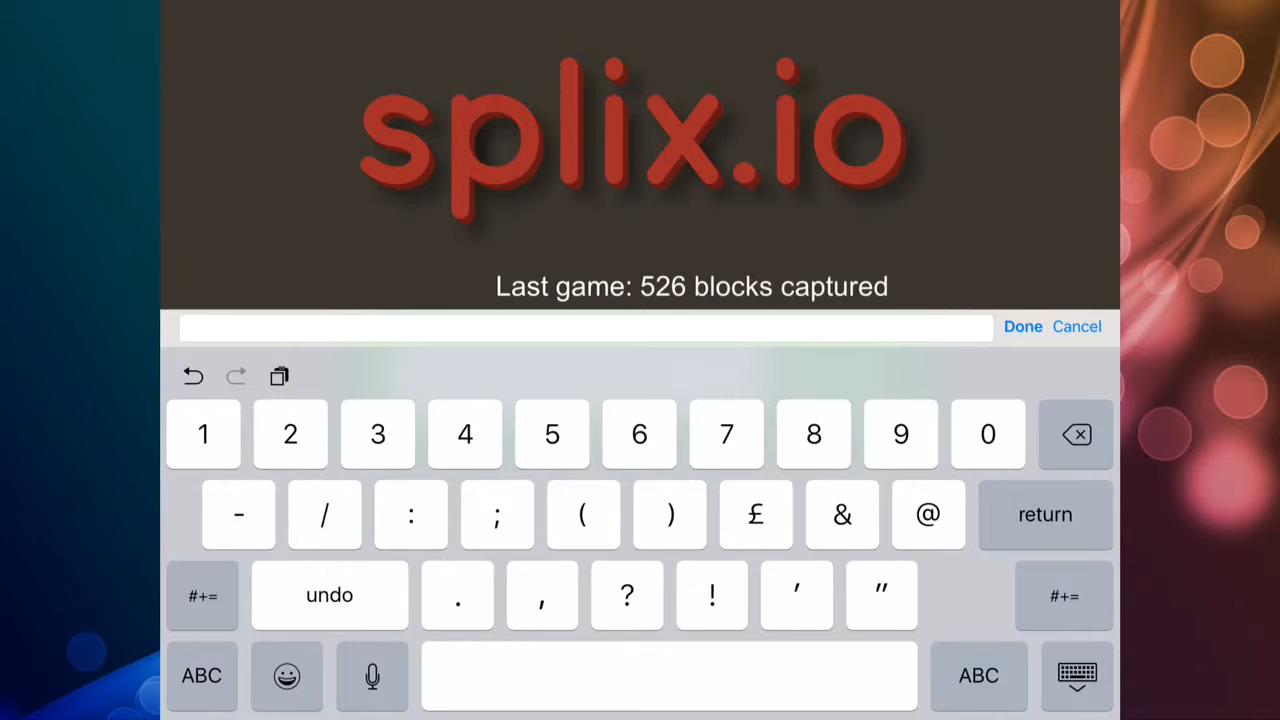 splix.io
Last game: 526 blocks captured
Done Cancel
1 2 3 4 5 6 7 8 9 0
- / : ; ( ) £ & @ return
#+= undo . , ? ! ' " #+=
ABC ABC